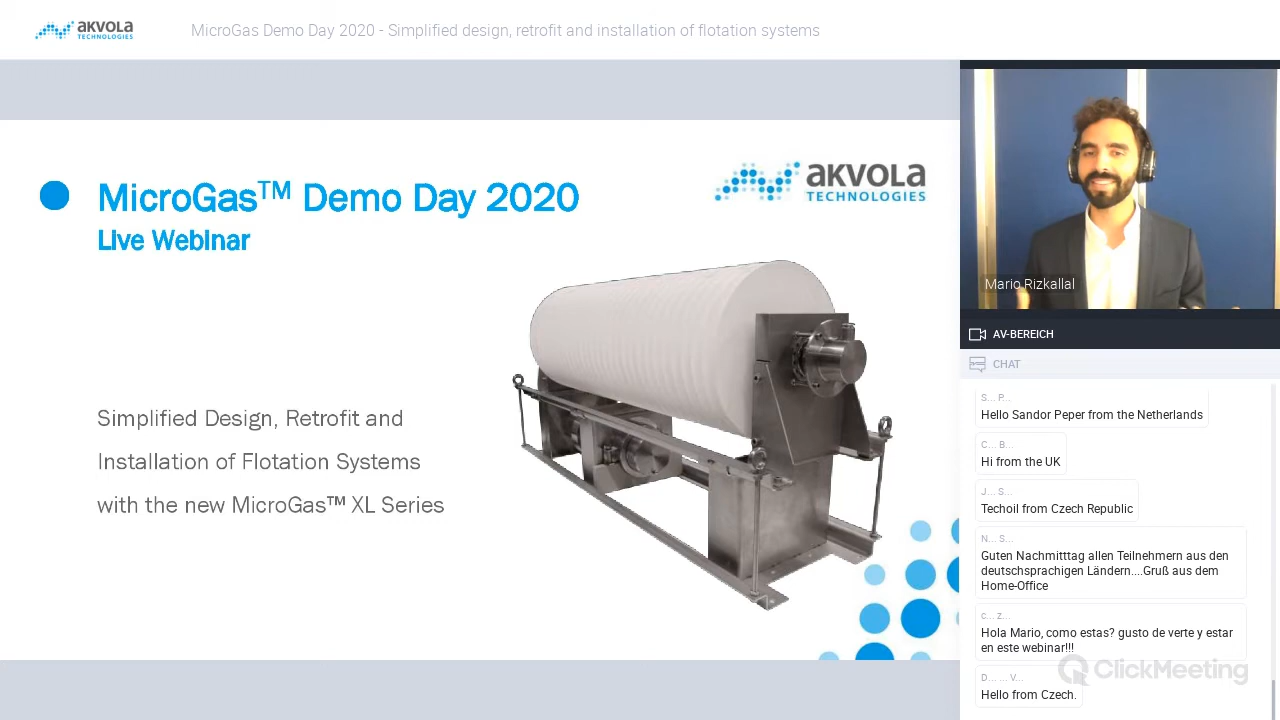 AKVOLA
TECHNOLOGIES
MicroGas Demo Day 2020 - Simplified design, retrofit and installation of flotation systems
MicroGas™ Demo Day 2020
Live Webinar
AKVOLA
TECHNOLOGIES
Simplified Design, Retrofit and
Installation of Flotation Systems
with the new MicroGas™ XL Series
Mario Rizkallal
AV-BEREICH
CHAT
S... P...
Hello Sandor Peper from the Netherlands
C... B...
Hi from the UK
J... S...
Techoil from Czech Republic
N... S...
Guten Nachmitttag allen Teilnehmern aus den
deutschsprachigen Ländern....Gruß aus dem
Home-Office
c... z...
Hola Mario, como estas? gusto de verte y estar
en este webinar!!!
D... ... V...
Hello from Czech.
ClickMeeting